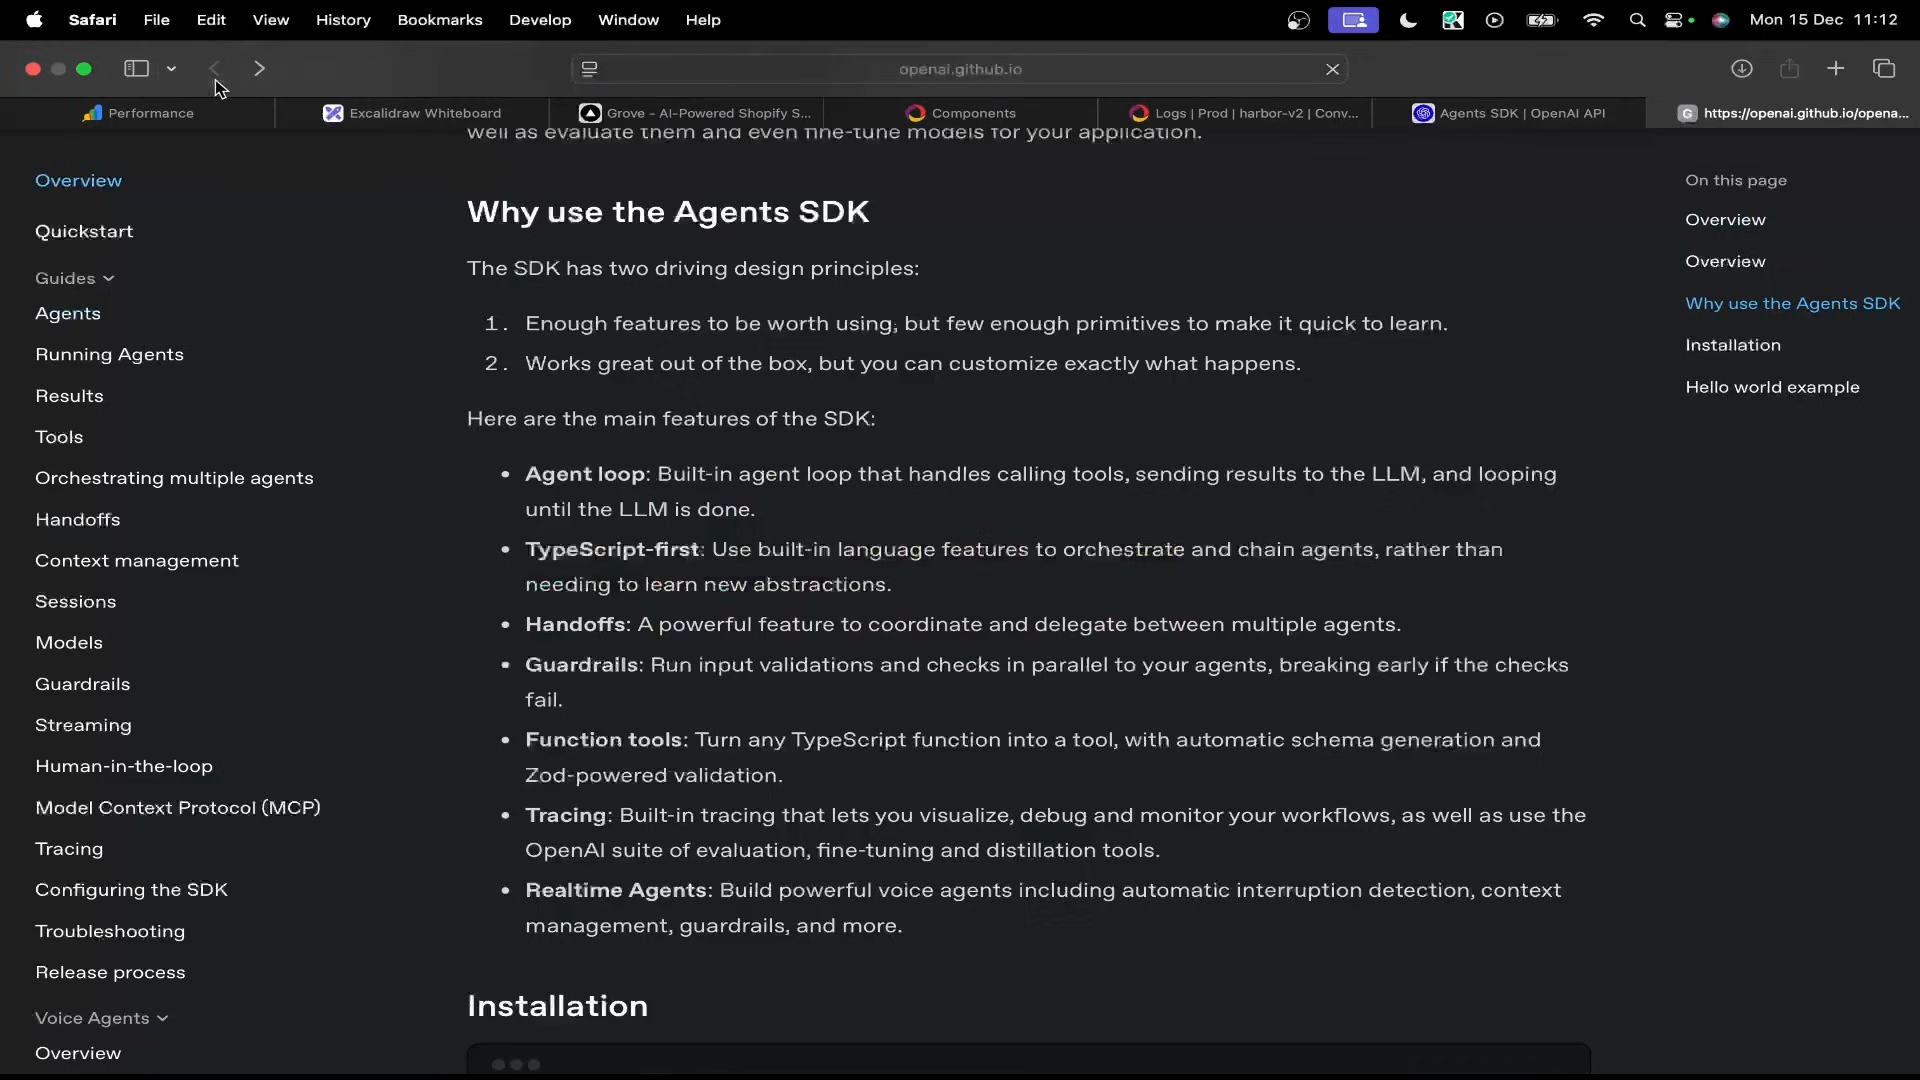 Safari File Edit View History Bookmarks Develop Window Help Mon 15 Dec 11:12
openai.github.io
Performance Excalidraw Whiteboard Grove - AI-Powered Shopify S... Components Logs | Prod | harbor-v2 | Conv... Agents SDK | OpenAI API https://openai.github.io/opena...
well as evaluate them and even fine-tune models for your application.
Overview
Quickstart
Guides
Agents
Running Agents
Results
Tools
Orchestrating multiple agents
Handoffs
Context management
Sessions
Models
Guardrails
Streaming
Human-in-the-loop
Model Context Protocol (MCP)
Tracing
Configuring the SDK
Troubleshooting
Release process
Voice Agents
Overview
Why use the Agents SDK
The SDK has two driving design principles:
1. Enough features to be worth using, but few enough primitives to make it quick to learn.
2. Works great out of the box, but you can customize exactly what happens.
Here are the main features of the SDK:
• Agent loop: Built-in agent loop that handles calling tools, sending results to the LLM, and looping
until the LLM is done.
• TypeScript-first: Use built-in language features to orchestrate and chain agents, rather than
needing to learn new abstractions.
• Handoffs: A powerful feature to coordinate and delegate between multiple agents.
• Guardrails: Run input validations and checks in parallel to your agents, breaking early if the checks
fail.
• Function tools: Turn any TypeScript function into a tool, with automatic schema generation and
Zod-powered validation.
• Tracing: Built-in tracing that lets you visualize, debug and monitor your workflows, as well as use the
OpenAI suite of evaluation, fine-tuning and distillation tools.
• Realtime Agents: Build powerful voice agents including automatic interruption detection, context
management, guardrails, and more.
Installation
On this page
Overview
Overview
Why use the Agents SDK
Installation
Hello world example